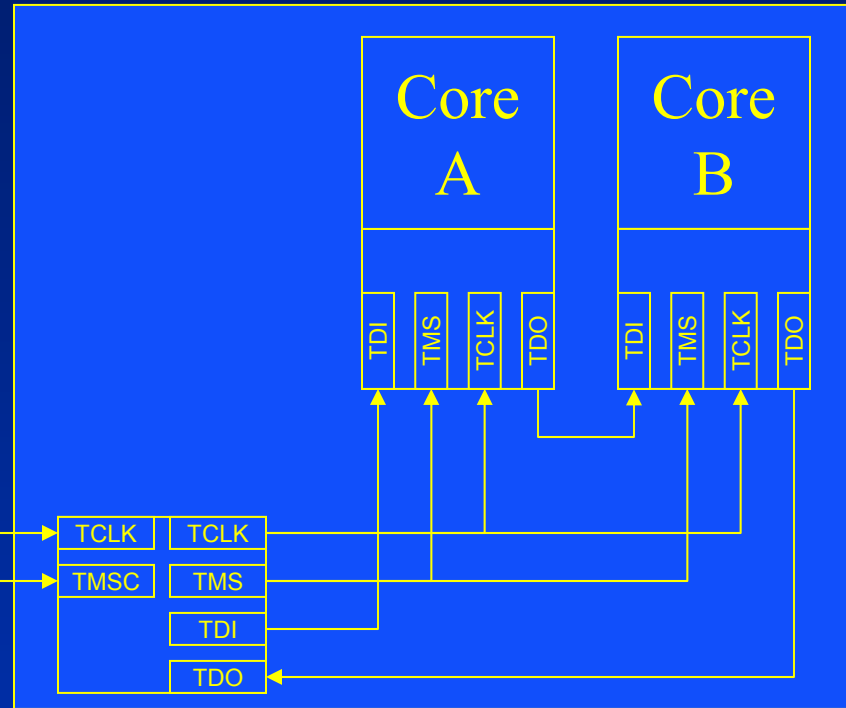 Core
A
Core
B
TDI
TMS
TCLK
TDO
TDI
TMS
TCLK
TDO
TCLK
TCLK
TMSC
TMS
TDI
TDO